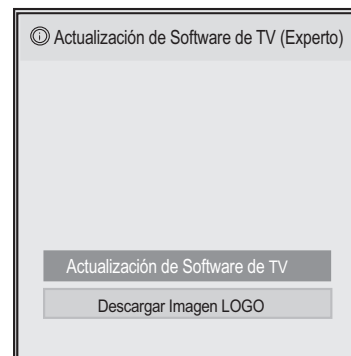 ⓘ Actualización de Software de TV (Experto)
Actualización de Software de TV
Descargar Imagen LOGO